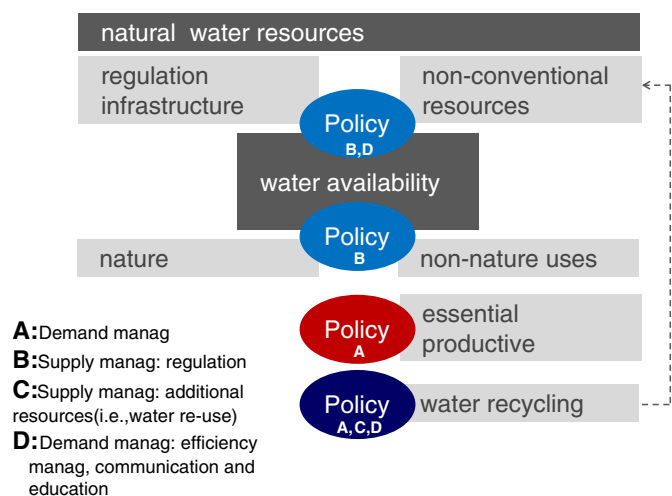 natural water resources
regulation
infrastructure
non-conventional
resources
Policy
B,D
water availability
Policy
B
nature
non-nature uses
Policy
A
essential
productive
Policy
A,C,D
water recycling
A:Demand manag
B:Supply manag: regulation
C:Supply manag: additional
resources(i.e.,water re-use)
D:Demand manag: efficiency
manag, communication and
education